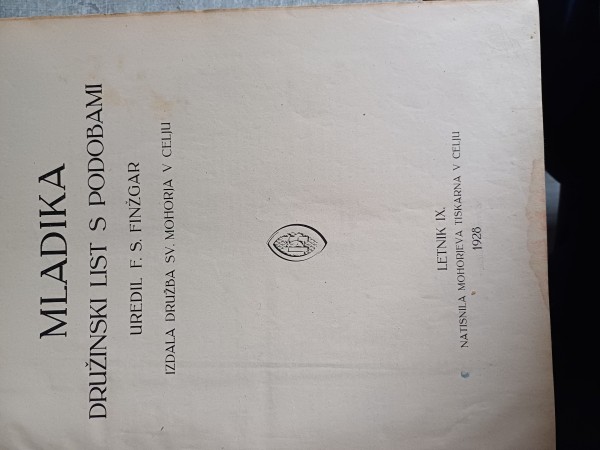 MLADIKA
DRUŽINSKI LIST S PODOBAMI
UREDIL F. S. FINŽGAR
IZDALA DRUŽBA SV. MOHORJA V CELJU
LETNIK IX.
NATISNILA MOHORJEVA TISKARNA V CELJU
1928